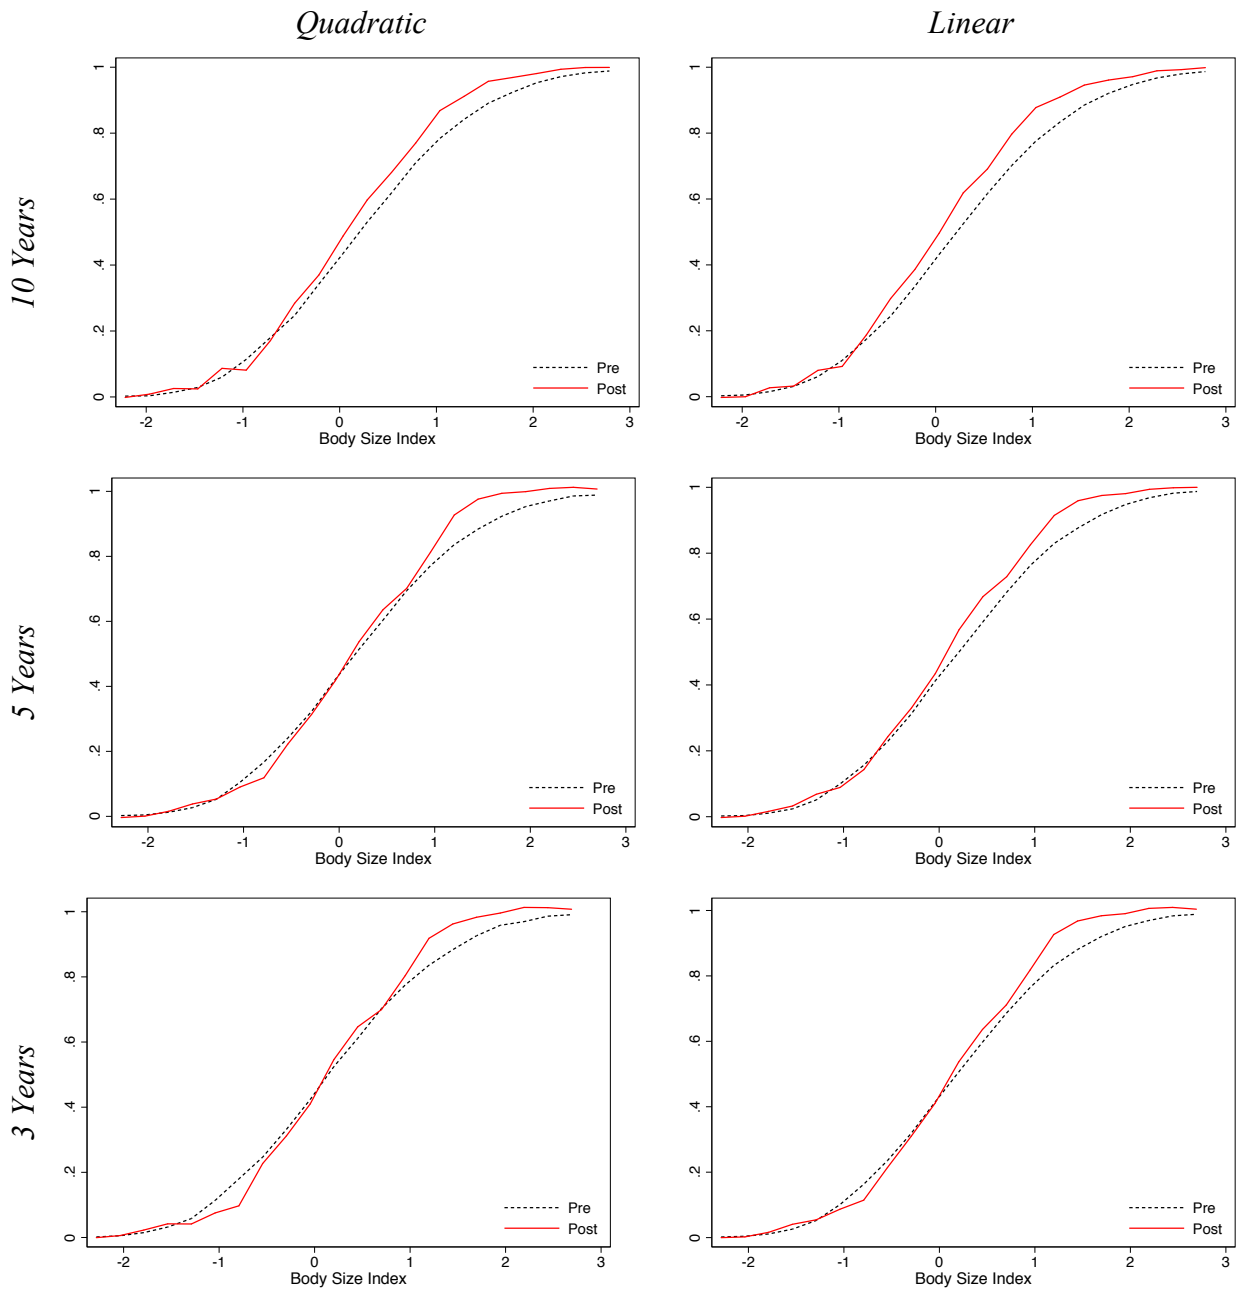 Quadratic
Linear
10 Years
1
.8
.6
.4
.2
0
Pre
Post
-2 -1 0 1 2 3
Body Size Index
1
.8
.6
.4
.2
0
Pre
Post
-2 -1 0 1 2 3
Body Size Index
5 Years
1
.8
.6
.4
.2
0
Pre
Post
-2 -1 0 1 2 3
Body Size Index
1
.8
.6
.4
.2
0
Pre
Post
-2 -1 0 1 2 3
Body Size Index
3 Years
1
.8
.6
.4
.2
0
Pre
Post
-2 -1 0 1 2 3
Body Size Index
1
.8
.6
.4
.2
0
Pre
Post
-2 -1 0 1 2 3
Body Size Index